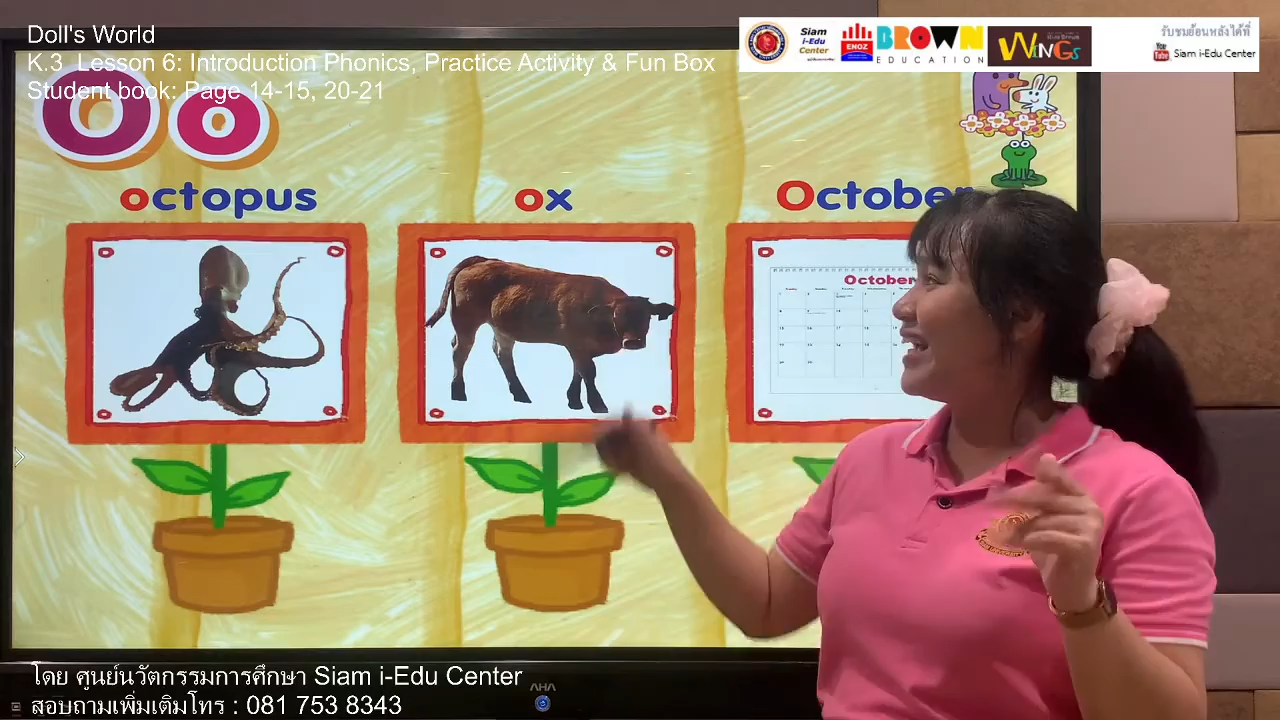 Doll's World
K.3 Lesson 6: Introduction Phonics, Practice Activity & Fun Box
Student book: Page 14-15, 20-21
Siam
i-Edu
Center
ENOZ
BROWN
EDUCATION
WiNGs
รับชมย้อนหลังได้ที่
You Tube Siam i-Edu Center
O o
octopus
ox
October
October
โดย ศูนย์นวัตกรรมการศึกษา Siam i-Edu Center
สอบถามเพิ่มเติมโทร : 081 753 8343
AHA